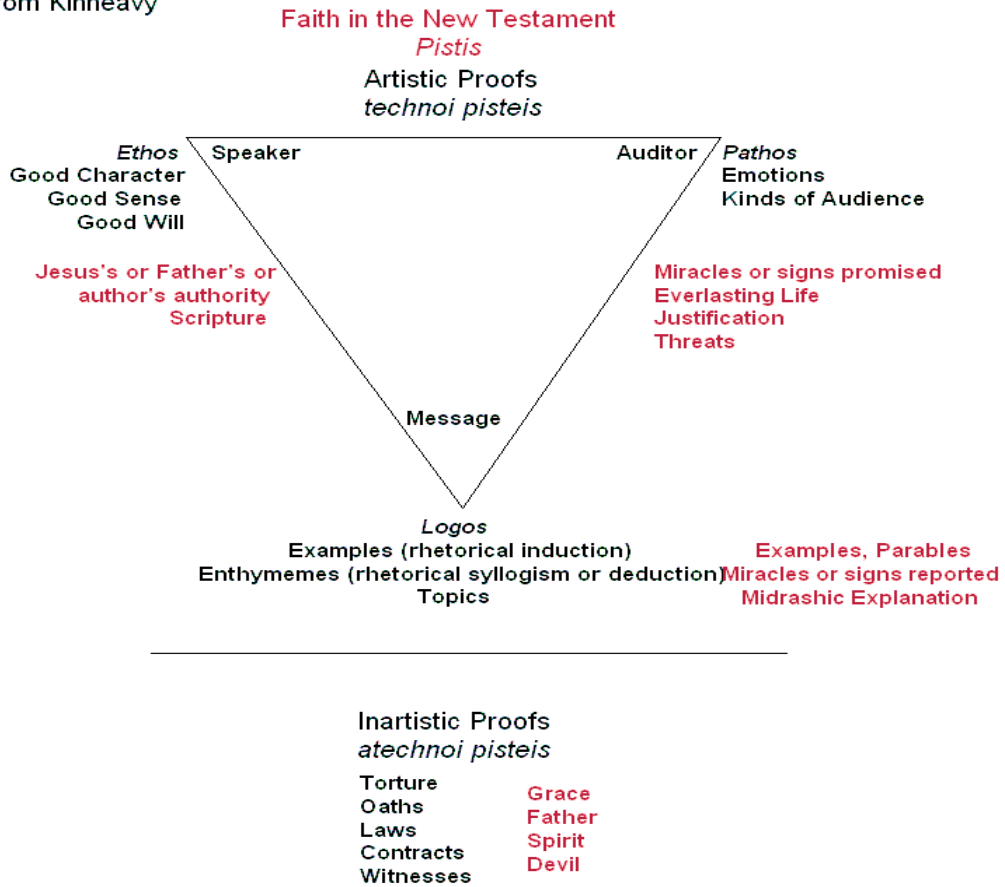 from Kinneavy
Faith in the New Testament
Pistis
Artistic Proofs
technoi pisteis
Ethos
Good Character
Good Sense
Good Will
Speaker
Auditor
Pathos
Emotions
Kinds of Audience
Jesus's or Father's or
author's authority
Scripture
Miracles or signs promised
Everlasting Life
Justification
Threats
Message
Logos
Examples (rhetorical induction)
Enthymemes (rhetorical syllogism or deduction)
Topics
Examples, Parables
Miracles or signs reported
Midrashic Explanation
Inartistic Proofs
atechnoi pisteis
Torture
Oaths
Laws
Contracts
Witnesses
Grace
Father
Spirit
Devil